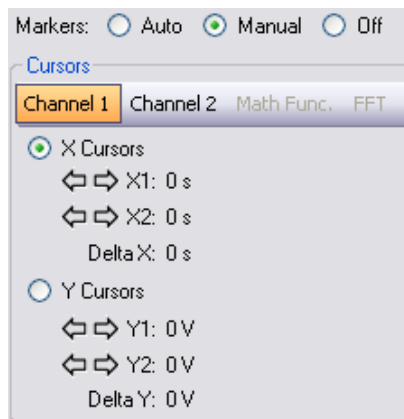 Markers: Auto Manual Off
Cursors
Channel 1 Channel 2 Math Func. FFT
X Cursors
X1: 0 s
X2: 0 s
Delta X: 0 s
Y Cursors
Y1: 0 V
Y2: 0 V
Delta Y: 0 V